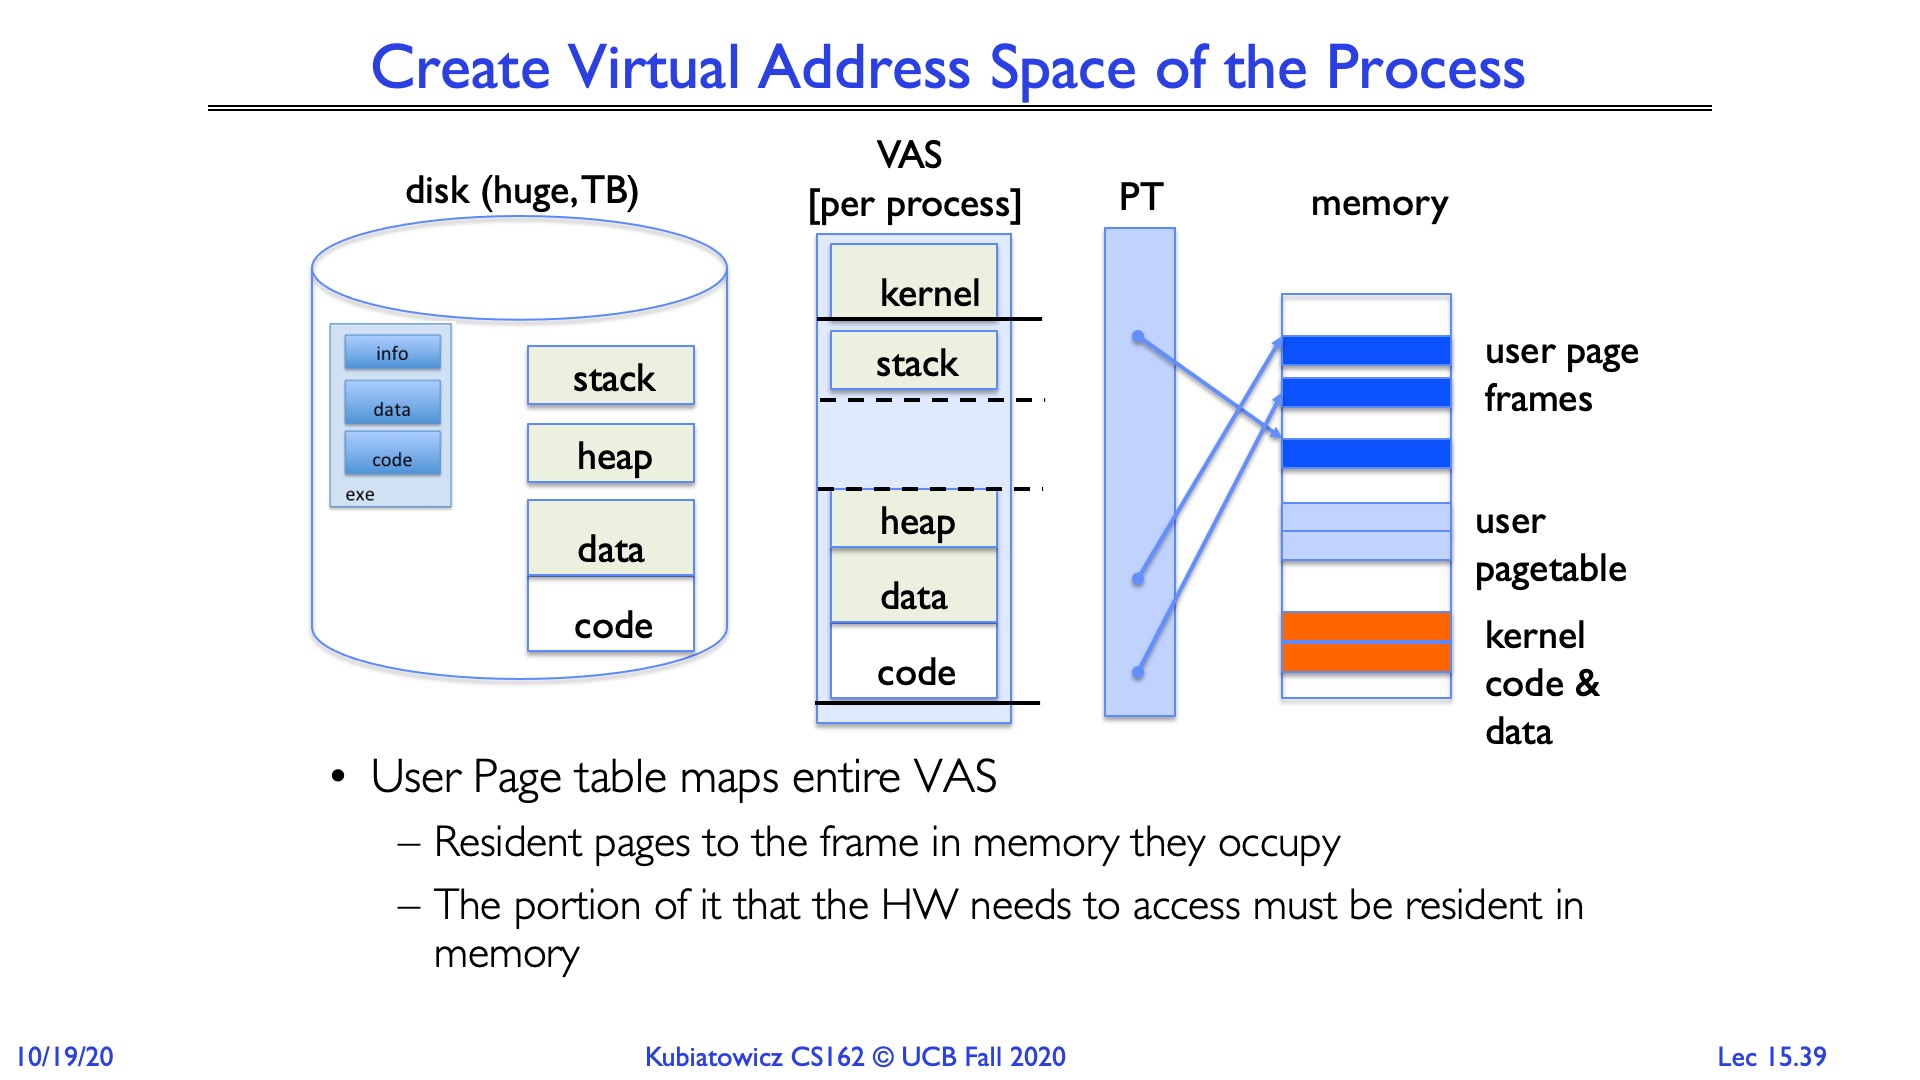 Create Virtual Address Space of the Process
disk (huge, TB)
info
data
code
exe
stack
heap
data
code
VAS
[per process]
kernel
stack
heap
data
code
PT
memory
user page
frames
user
pagetable
kernel
code &
data
• User Page table maps entire VAS
– Resident pages to the frame in memory they occupy
– The portion of it that the HW needs to access must be resident in
memory
10/19/20
Kubiatowicz CS162 © UCB Fall 2020
Lec 15.39